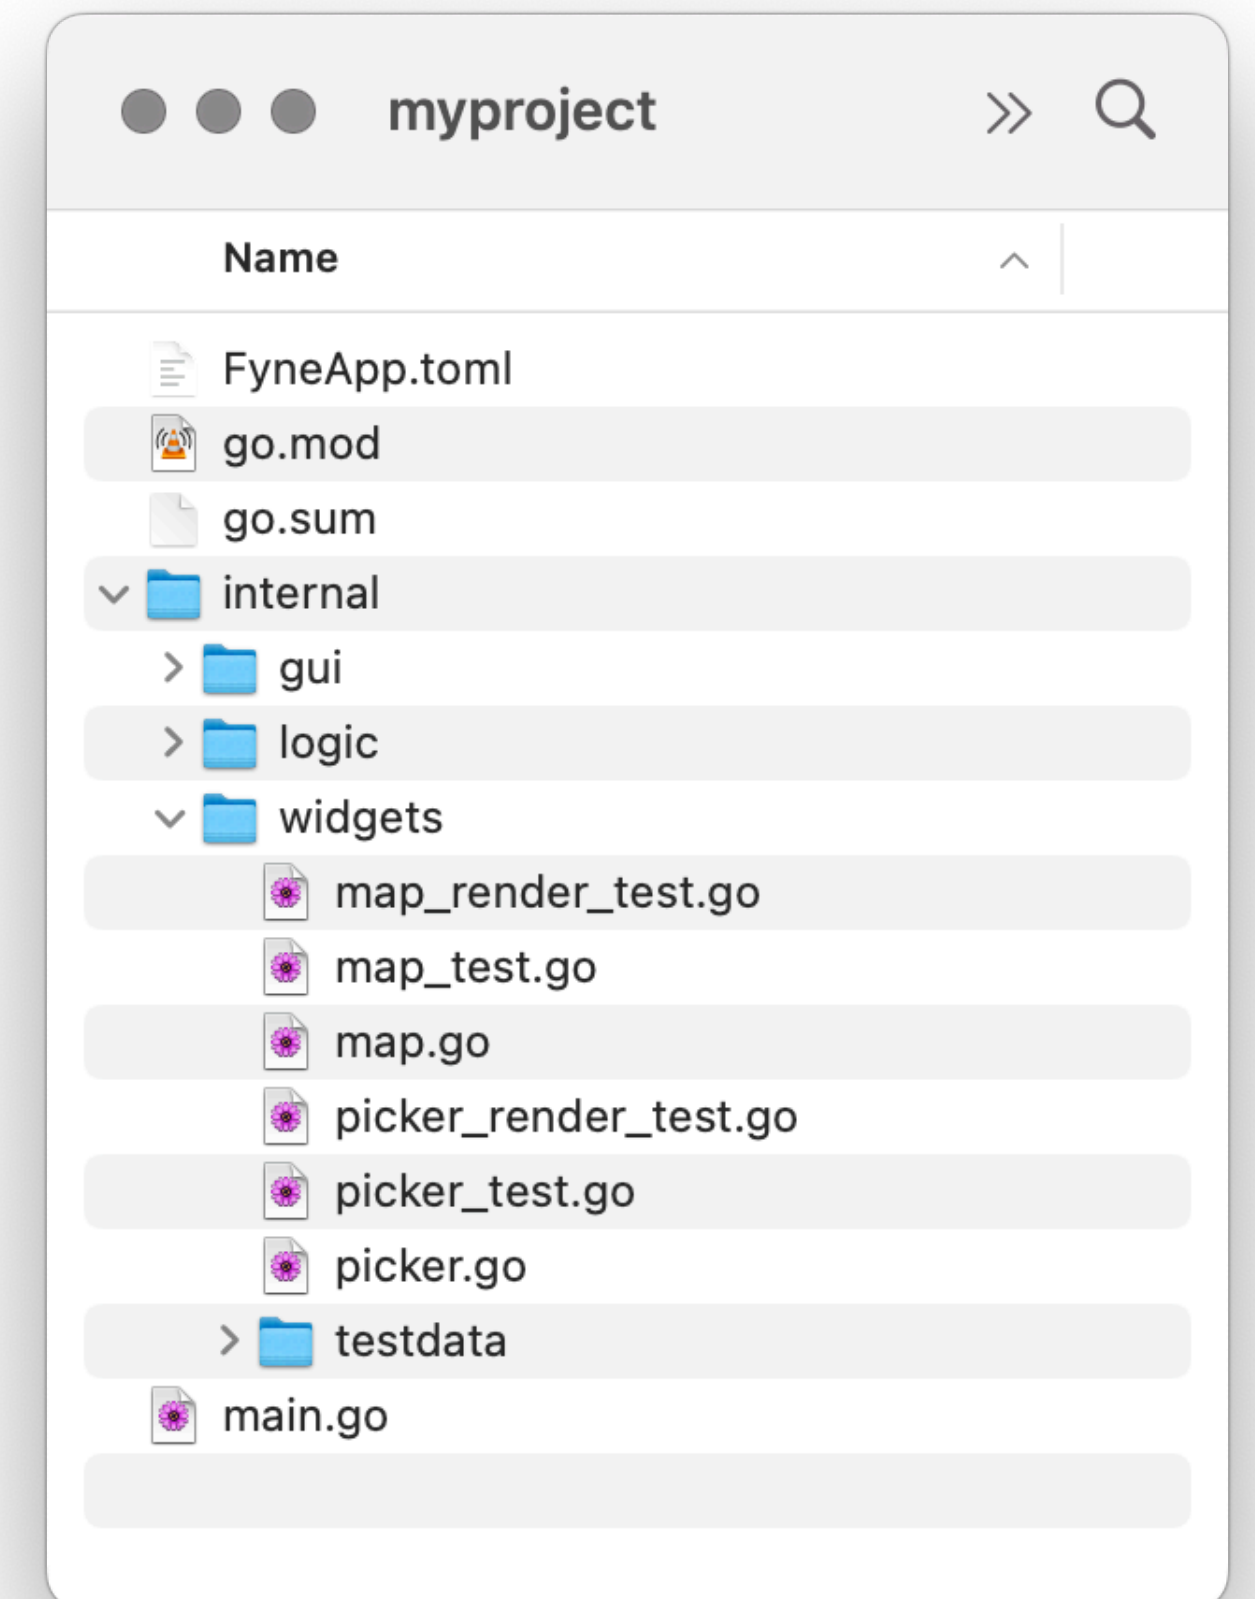 myproject
Name
FyneApp.toml
go.mod
go.sum
internal
gui
logic
widgets
map_render_test.go
map_test.go
map.go
picker_render_test.go
picker_test.go
picker.go
testdata
main.go